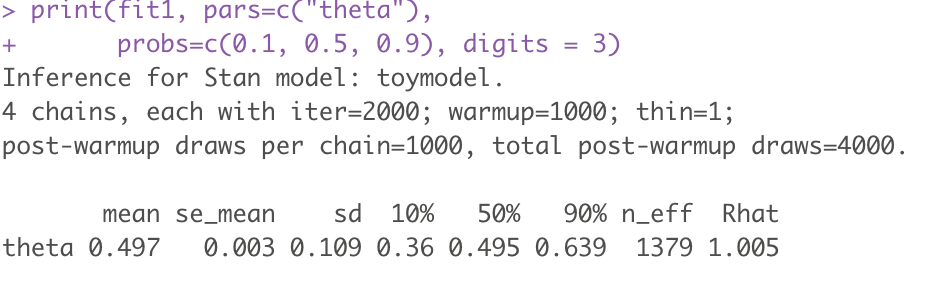 > print(fit1, pars=c("theta"),
+       probs=c(0.1, 0.5, 0.9), digits = 3)
Inference for Stan model: toymodel.
4 chains, each with iter=2000; warmup=1000; thin=1;
post-warmup draws per chain=1000, total post-warmup draws=4000.

       mean se_mean    sd  10%   50%   90% n_eff  Rhat
theta 0.497   0.003 0.109 0.36 0.495 0.639  1379 1.005